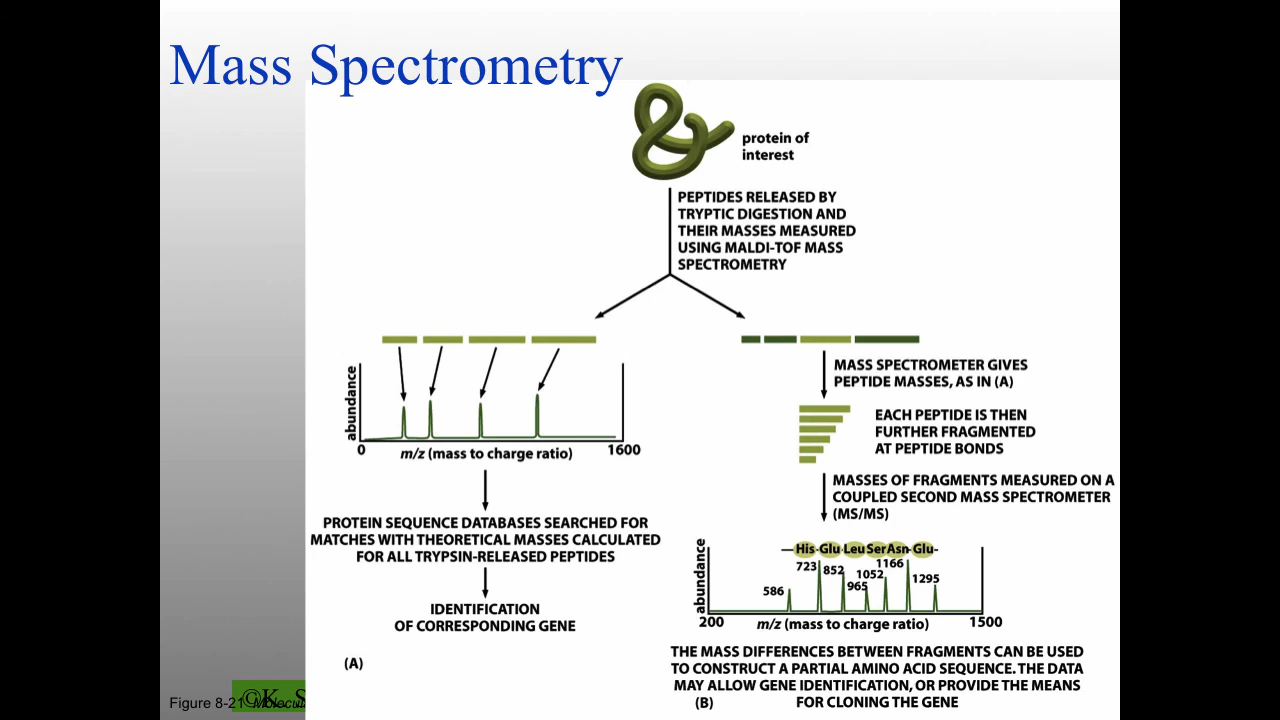 Mass Spectrometry
protein of
interest
PEPTIDES RELEASED BY
TRYPTIC DIGESTION AND
THEIR MASSES MEASURED
USING MALDI-TOF MASS
SPECTROMETRY
abundance
0
m/z (mass to charge ratio)
1600
PROTEIN SEQUENCE DATABASES SEARCHED FOR
MATCHES WITH THEORETICAL MASSES CALCULATED
FOR ALL TRYPSIN-RELEASED PEPTIDES
IDENTIFICATION
OF CORRESPONDING GENE
(A)
MASS SPECTROMETER GIVES
PEPTIDE MASSES, AS IN (A)
EACH PEPTIDE IS THEN
FURTHER FRAGMENTED
AT PEPTIDE BONDS
MASSES OF FRAGMENTS MEASURED ON A
COUPLED SECOND MASS SPECTROMETER
(MS/MS)
abundance
His-Glu-Leu-Ser-Asn-Glu-
586
723
852
965
1052
1166
1295
200
m/z (mass to charge ratio)
1500
THE MASS DIFFERENCES BETWEEN FRAGMENTS CAN BE USED
TO CONSTRUCT A PARTIAL AMINO ACID SEQUENCE. THE DATA
MAY ALLOW GENE IDENTIFICATION, OR PROVIDE THE MEANS
FOR CLONING THE GENE
(B)
Figure 8-21
©K. S